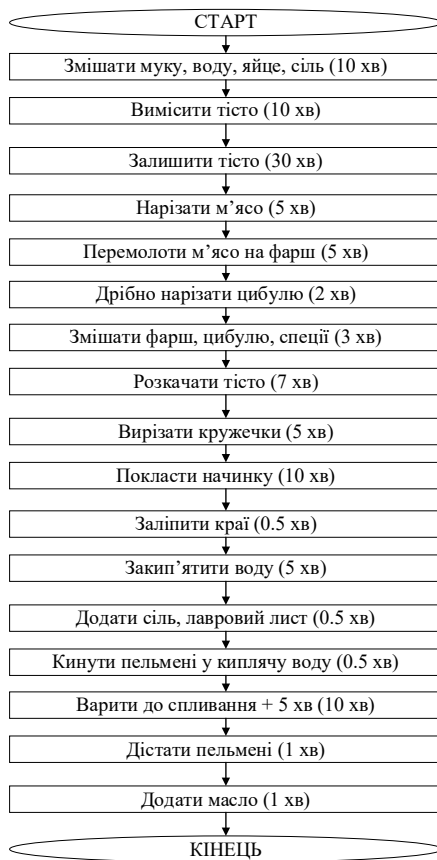 СТАРТ
Змішати муку, воду, яйце, сіль (10 хв)
Вимісити тісто (10 хв)
Залишити тісто (30 хв)
Нарізати м’ясо (5 хв)
Перемолоти м’ясо на фарш (5 хв)
Дрібно нарізати цибулю (2 хв)
Змішати фарш, цибулю, спеції (3 хв)
Розкачати тісто (7 хв)
Вирізати кружечки (5 хв)
Покласти начинку (10 хв)
Заліпити краї (0.5 хв)
Закип’ятити воду (5 хв)
Додати сіль, лавровий лист (0.5 хв)
Кинути пельмені у киплячу воду (0.5 хв)
Варити до спливання + 5 хв (10 хв)
Дістати пельмені (1 хв)
Додати масло (1 хв)
КІНЕЦЬ